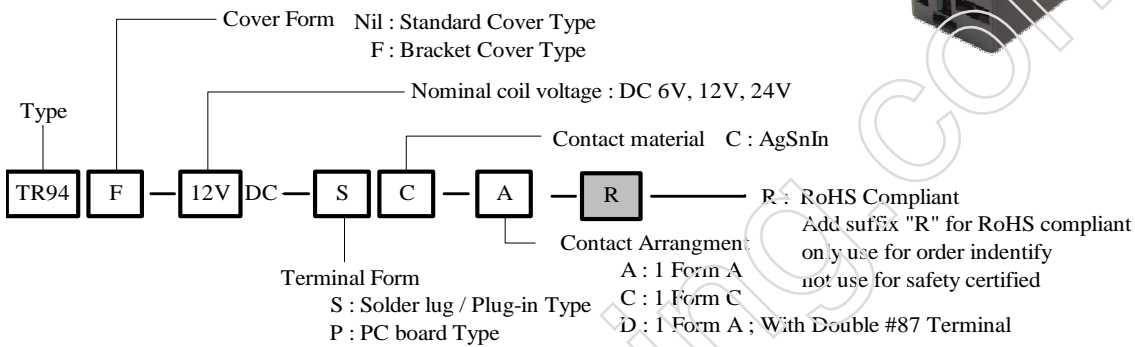 Cover Form Nil : Standard Cover Type
F : Bracket Cover Type
Nominal coil voltage : DC 6V, 12V, 24V
Type
Contact material C : AgSnIn
TR94 F 12V DC S C A R
R : RoHS Compliant
Add suffix "R" for RoHS compliant
only use for order indentify
not use for safety certified
Contact Arrangment
A : 1 Form A
C : 1 Form C
D : 1 Form A ; With Double #87 Terminal
Terminal Form
S : Solder lug / Plug-in Type
P : PC board Type